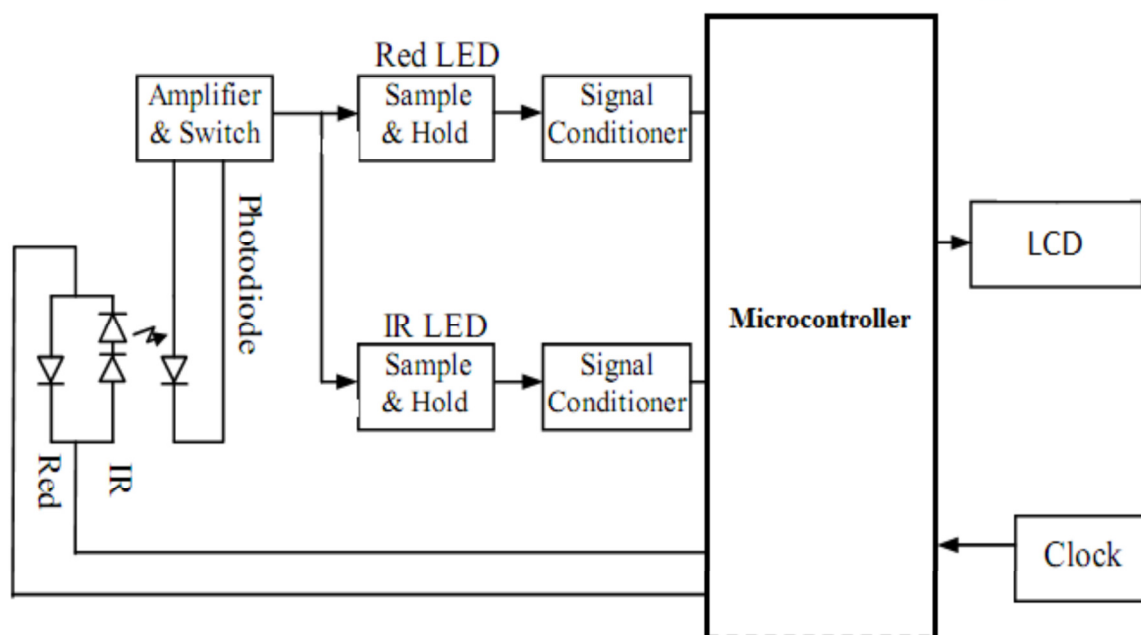 Red LED
Amplifier
& Switch
Sample
& Hold
Signal
Conditioner
Photodiode
LCD
Microcontroller
IR LED
Sample
& Hold
Signal
Conditioner
Red
IR
Clock